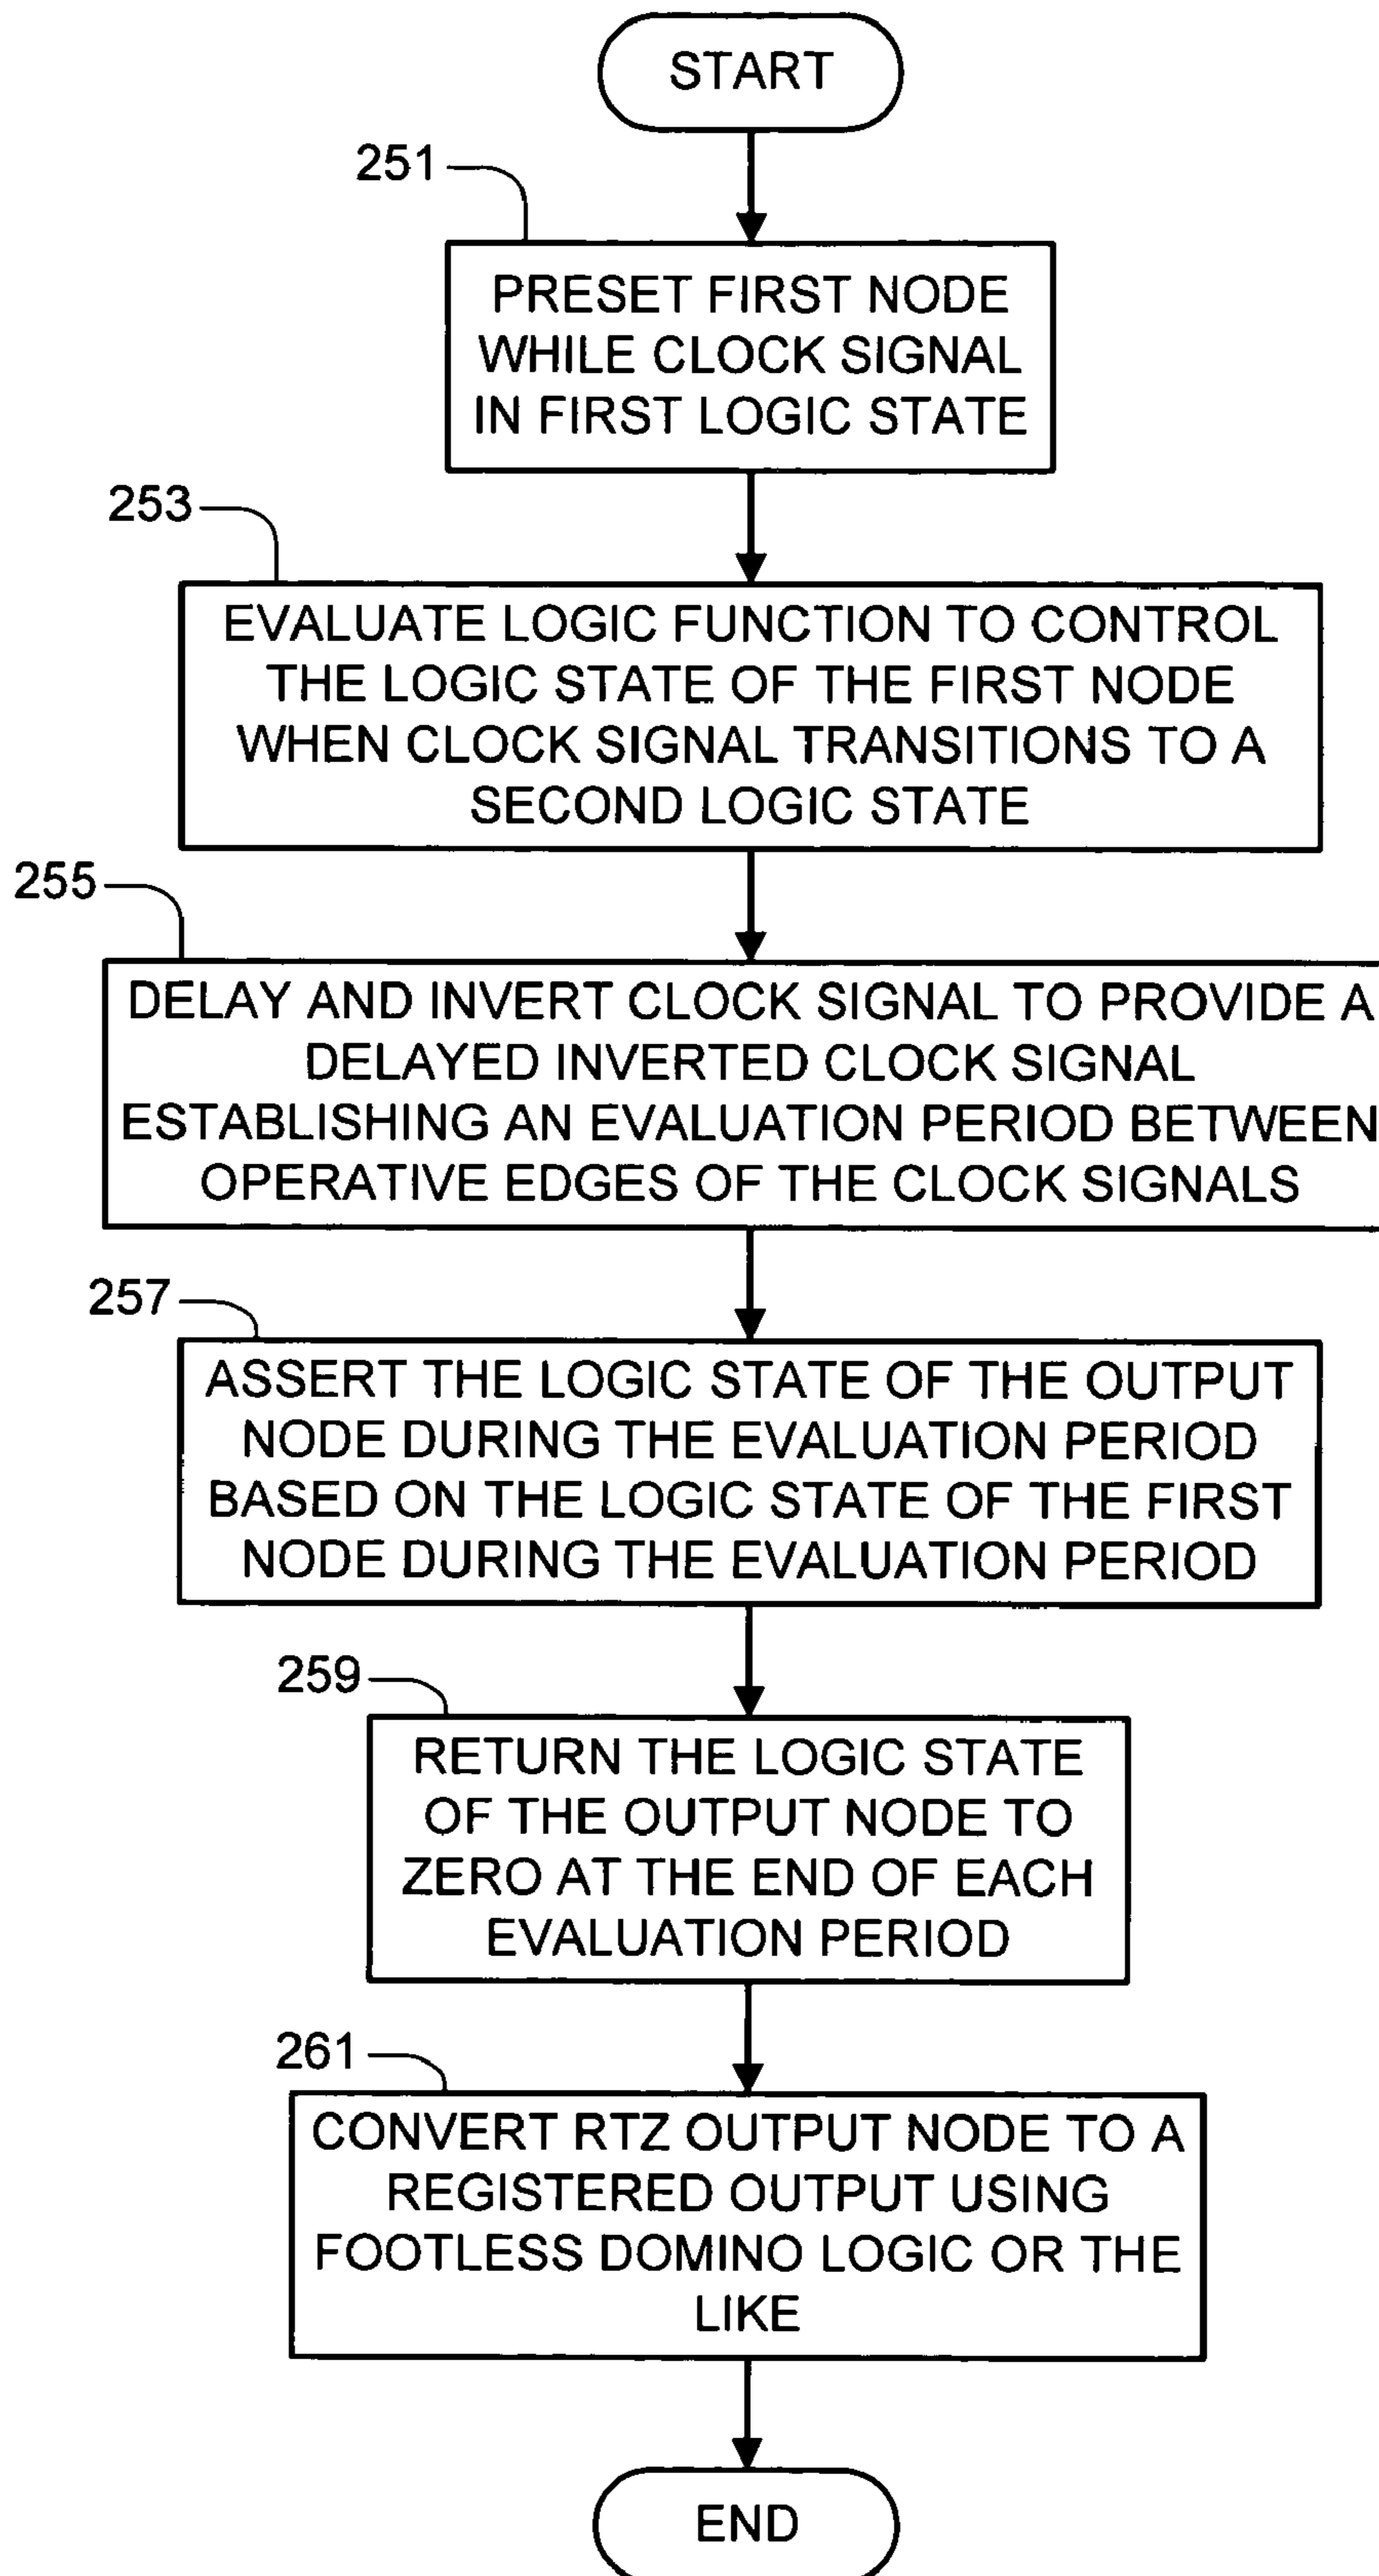 START
251
PRESET FIRST NODE
WHILE CLOCK SIGNAL
IN FIRST LOGIC STATE
253
EVALUATE LOGIC FUNCTION TO CONTROL
THE LOGIC STATE OF THE FIRST NODE
WHEN CLOCK SIGNAL TRANSITIONS TO A
SECOND LOGIC STATE
255
DELAY AND INVERT CLOCK SIGNAL TO PROVIDE A
DELAYED INVERTED CLOCK SIGNAL
ESTABLISHING AN EVALUATION PERIOD BETWEEN
OPERATIVE EDGES OF THE CLOCK SIGNALS
257
ASSERT THE LOGIC STATE OF THE OUTPUT
NODE DURING THE EVALUATION PERIOD
BASED ON THE LOGIC STATE OF THE FIRST
NODE DURING THE EVALUATION PERIOD
259
RETURN THE LOGIC STATE
OF THE OUTPUT NODE TO
ZERO AT THE END OF EACH
EVALUATION PERIOD
261
CONVERT RTZ OUTPUT NODE TO A
REGISTERED OUTPUT USING
FOOTLESS DOMINO LOGIC OR THE
LIKE
END